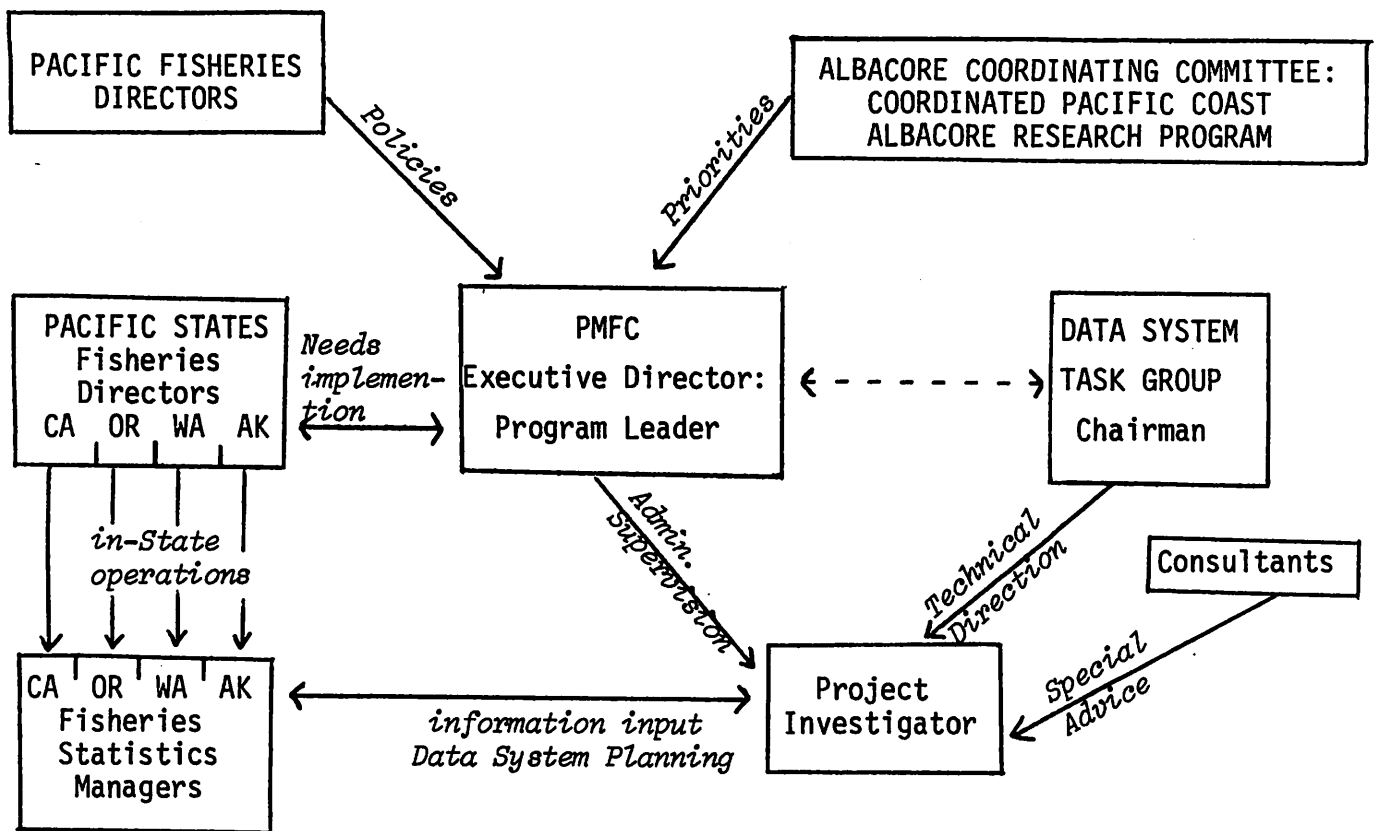 PACIFIC FISHERIES
DIRECTORS
ALBACORE COORDINATING COMMITTEE:
COORDINATED PACIFIC COAST
ALBACORE RESEARCH PROGRAM
Policies
Priorities
PACIFIC STATES
Fisheries
Directors
CA OR WA AK
Needs
implemen-
tion
PMFC
Executive Director:
Program Leader
DATA SYSTEM
TASK GROUP
Chairman
in-State
operations
Admin.
Supervision
Technical
Direction
Consultants
Special
Advice
CA OR WA AK
Fisheries
Statistics
Managers
information input
Data System Planning
Project
Investigator